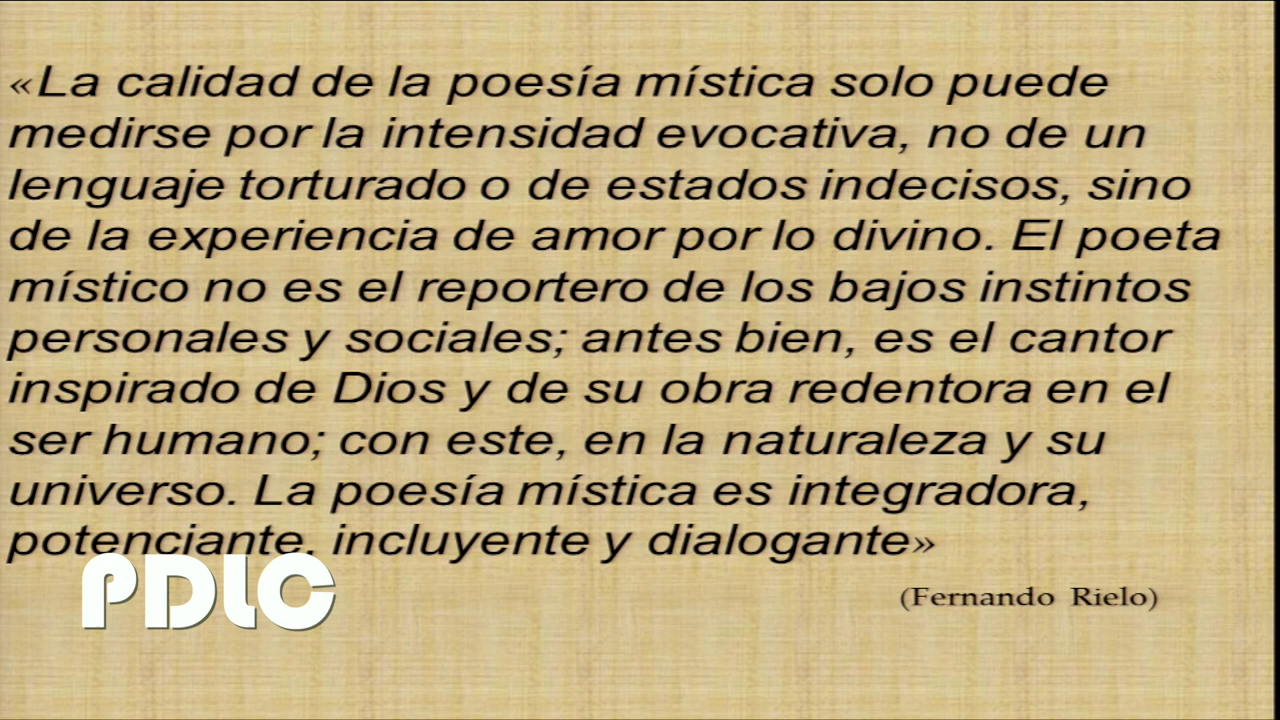 «La calidad de la poesía mística solo puede
medirse por la intensidad evocativa, no de un
lenguaje torturado o de estados indecisos, sino
de la experiencia de amor por lo divino. El poeta
místico no es el reportero de los bajos instintos
personales y sociales; antes bien, es el cantor
inspirado de Dios y de su obra redentora en el
ser humano; con este, en la naturaleza y su
universo. La poesía mística es integradora,
potenciante, incluyente y dialogante»
(Fernando Rielo)
PDLC